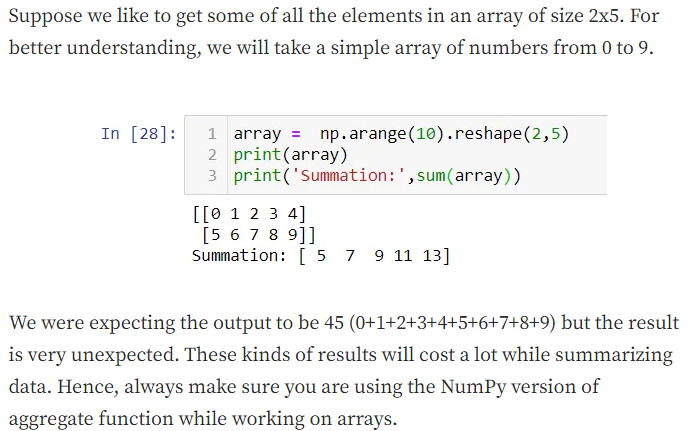 Suppose we like to get some of all the elements in an array of size 2x5. For
better understanding, we will take a simple array of numbers from 0 to 9.
In [28]: 1 array = np.arange(10).reshape(2,5)
2 print(array)
3 print('Summation:',sum(array))
[[0 1 2 3 4]
[5 6 7 8 9]]
Summation: [ 5 7 9 11 13]
We were expecting the output to be 45 (0+1+2+3+4+5+6+7+8+9) but the result
is very unexpected. These kinds of results will cost a lot while summarizing
data. Hence, always make sure you are using the NumPy version of
aggregate function while working on arrays.